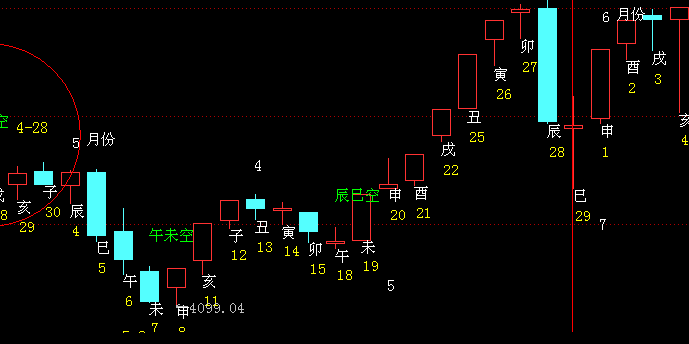 6 月份
卯
27
酉
2
戌
3
寅
26
丑
25
空 4-28
5 月份
戌
22
辰
28
申
1
亥
4
4
子
30
亥
29
8
辰
4
辰巳空
申
20
酉
21
巳
29
7
午未空
子
12
丑
13
寅
14
卯
15
午
18
未
19
巳
5
午
6
亥
11
5
未
7
申
4099.04